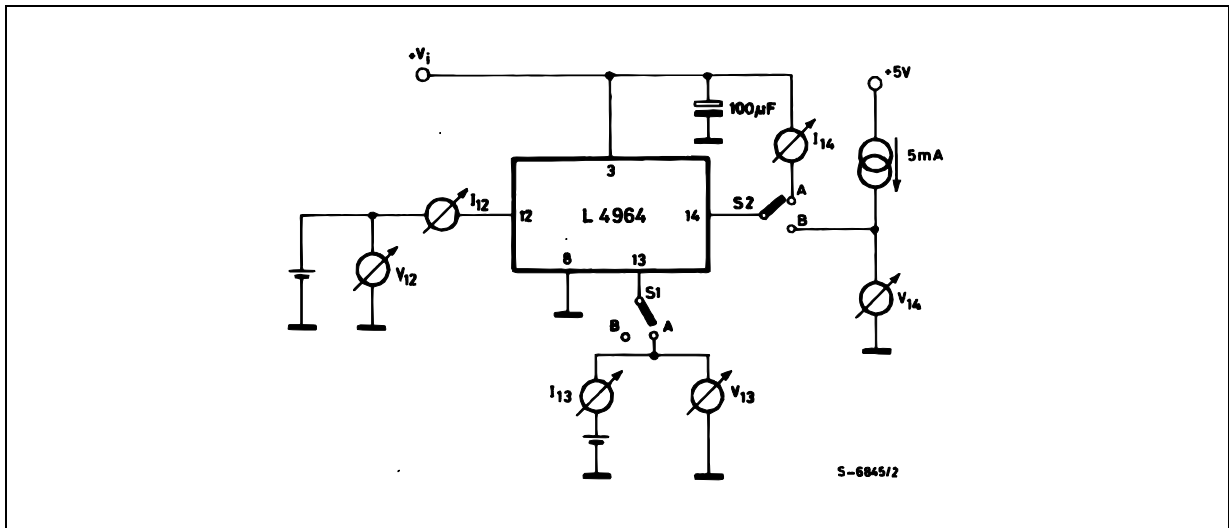 +Vi
+5V
100µF
I14
5mA
3
A
I12
S2
12
L 4964
14
B
8
13
V12
S1
V14
B
A
I13
V13
S-6845/2